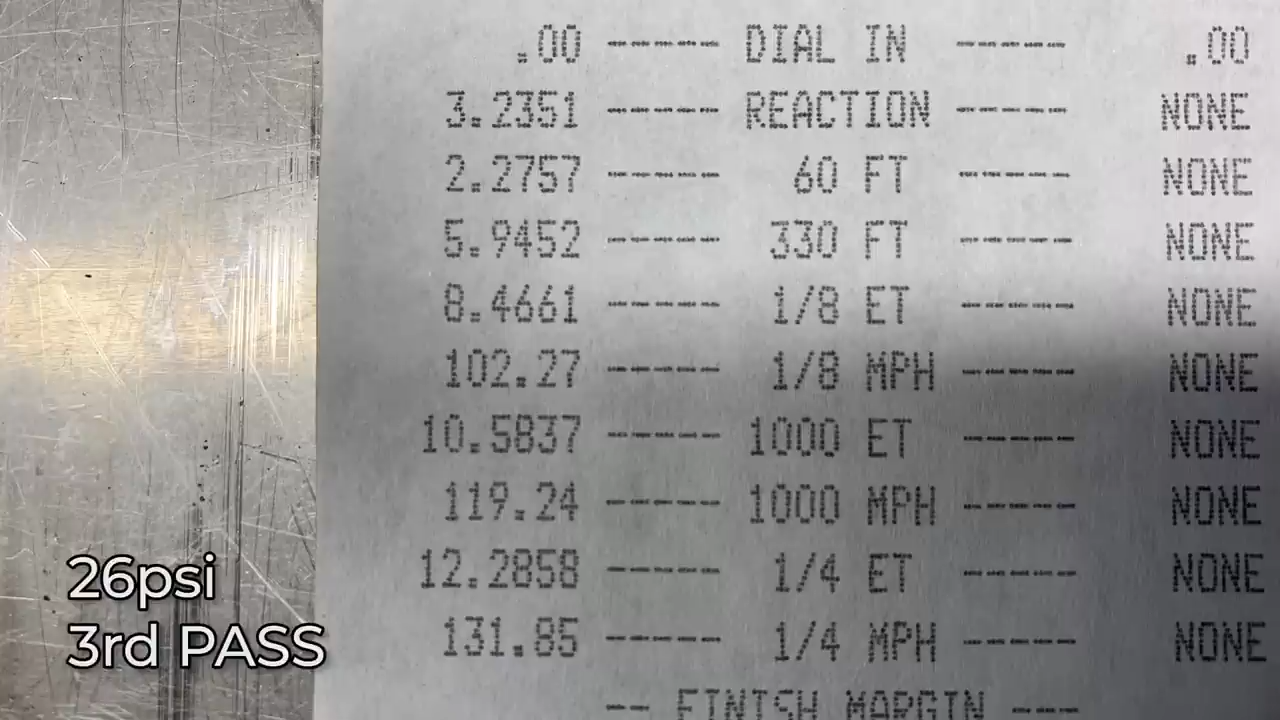 .00 ----- DIAL IN ----- .00
3.2351 ----- REACTION ----- NONE
2.2757 ----- 60 FT ----- NONE
5.9452 ----- 330 FT ----- NONE
8.4661 ----- 1/8 ET ----- NONE
102.27 ----- 1/8 MPH ----- NONE
10.5837 ----- 1000 ET ----- NONE
119.24 ----- 1000 MPH ----- NONE
12.2858 ----- 1/4 ET ----- NONE
131.85 ----- 1/4 MPH ----- NONE
-- FINISH MARGIN ---
26psi
3rd PASS